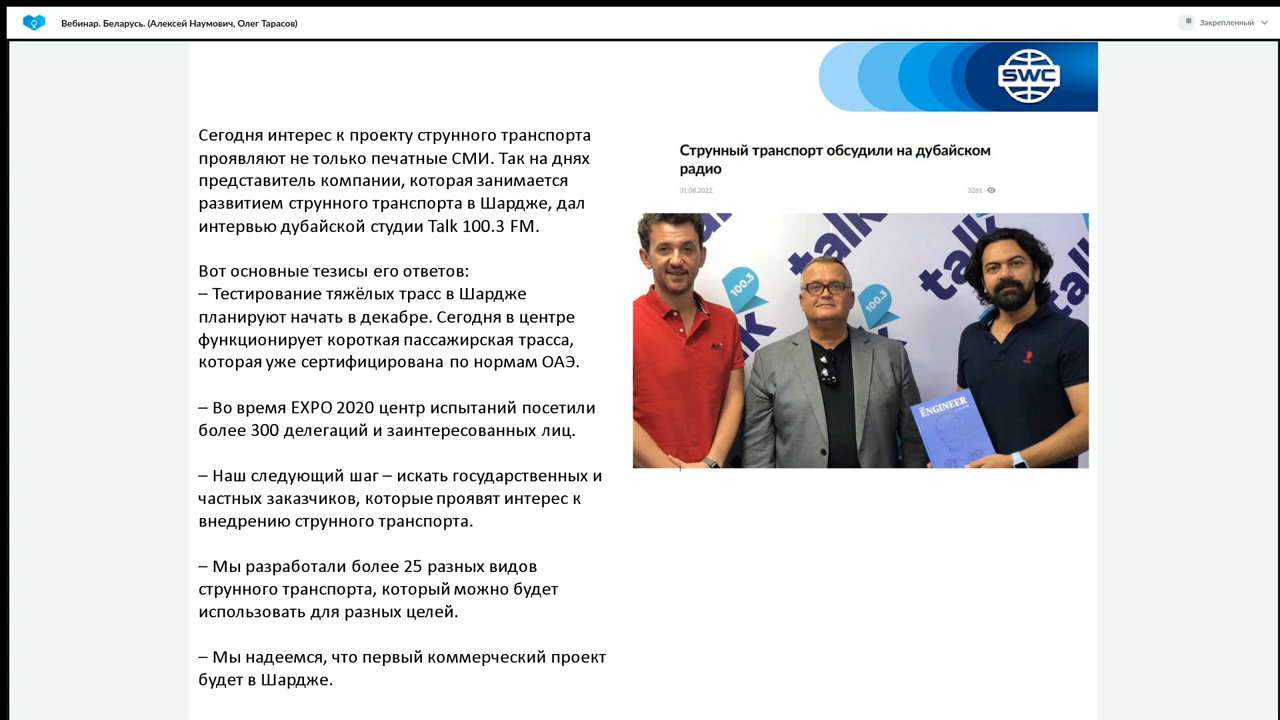 Вебинар. Беларусь. (Алексей Наумович, Олег Тарасов)
Закрепленный
SWC
Сегодня интерес к проекту струнного транспорта
проявляют не только печатные СМИ. Так на днях
представитель компании, которая занимается
развитием струнного транспорта в Шардже, дал
интервью дубайской студии Talk 100.3 FM.
Вот основные тезисы его ответов:
– Тестирование тяжёлых трасс в Шардже
планируют начать в декабре. Сегодня в центре
функционирует короткая пассажирская трасса,
которая уже сертифицирована по нормам ОАЭ.
– Во время EXPO 2020 центр испытаний посетили
более 300 делегаций и заинтересованных лиц.
– Наш следующий шаг – искать государственных и
частных заказчиков, которые проявят интерес к
внедрению струнного транспорта.
– Мы разработали более 25 разных видов
струнного транспорта, который можно будет
использовать для разных целей.
– Мы надеемся, что первый коммерческий проект
будет в Шардже.
Струнный транспорт обсудили на дубайском
радио
31.08.2022 3261
talk
talk
talk
100.3
100.3
ENGINEER